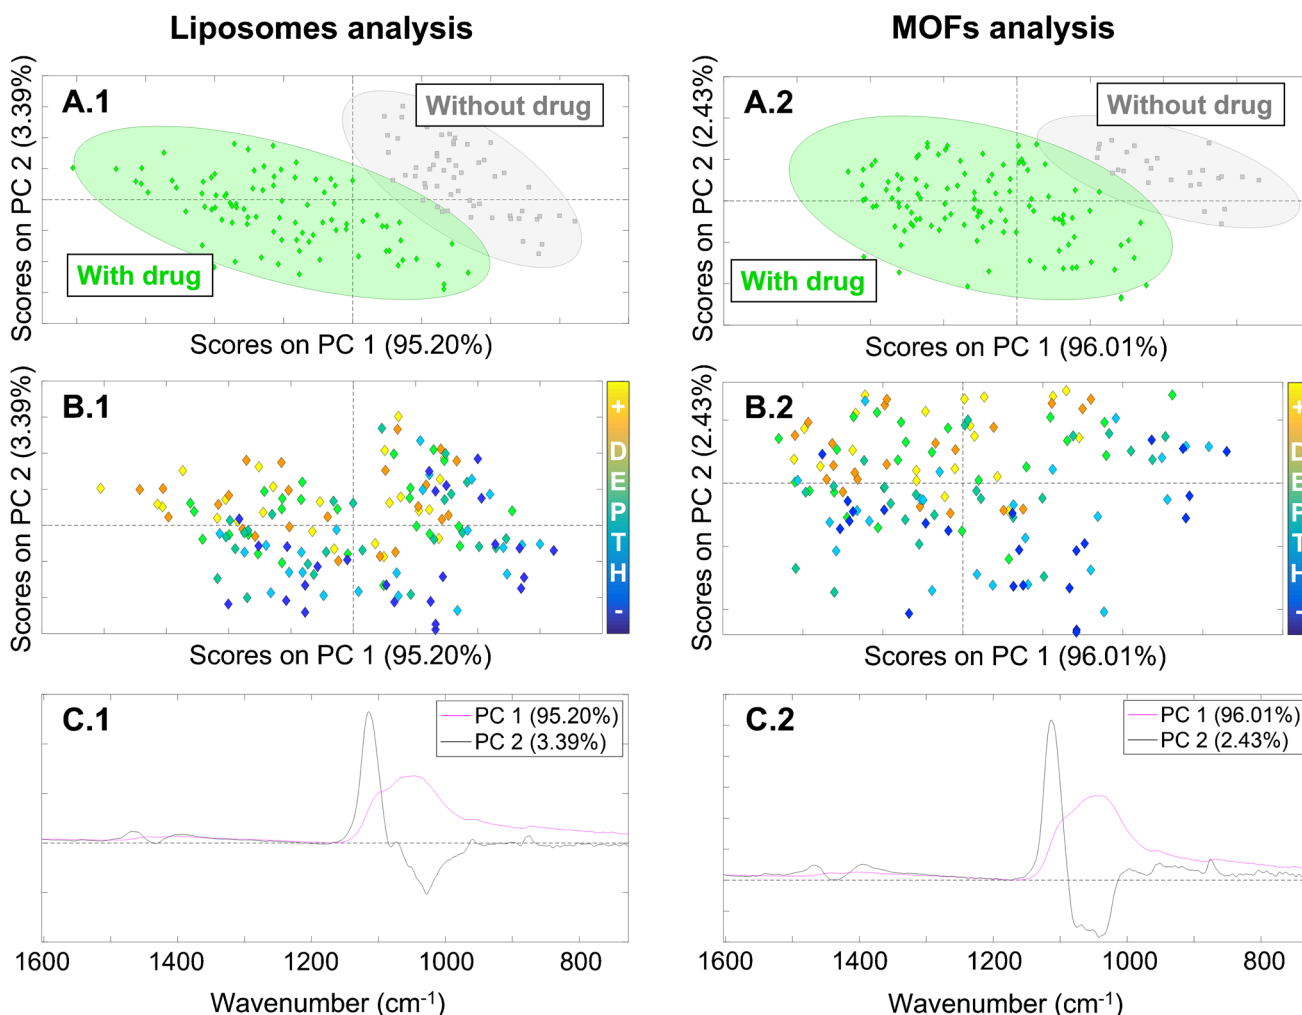 Liposomes analysis
MOFs analysis
Scores on PC 2 (3.39%)
A.1
Without drug
With drug
Scores on PC 1 (95.20%)
Scores on PC 2 (2.43%)
A.2
Without drug
With drug
Scores on PC 1 (96.01%)
Scores on PC 2 (3.39%)
B.1
+
D
E
P
T
H
-
Scores on PC 1 (95.20%)
Scores on PC 2 (2.43%)
B.2
+
D
E
P
T
H
-
Scores on PC 1 (96.01%)
C.1
PC 1 (95.20%)
PC 2 (3.39%)
1600 1400 1200 1000 800
Wavenumber (cm⁻¹)
C.2
PC 1 (96.01%)
PC 2 (2.43%)
1600 1400 1200 1000 800
Wavenumber (cm⁻¹)